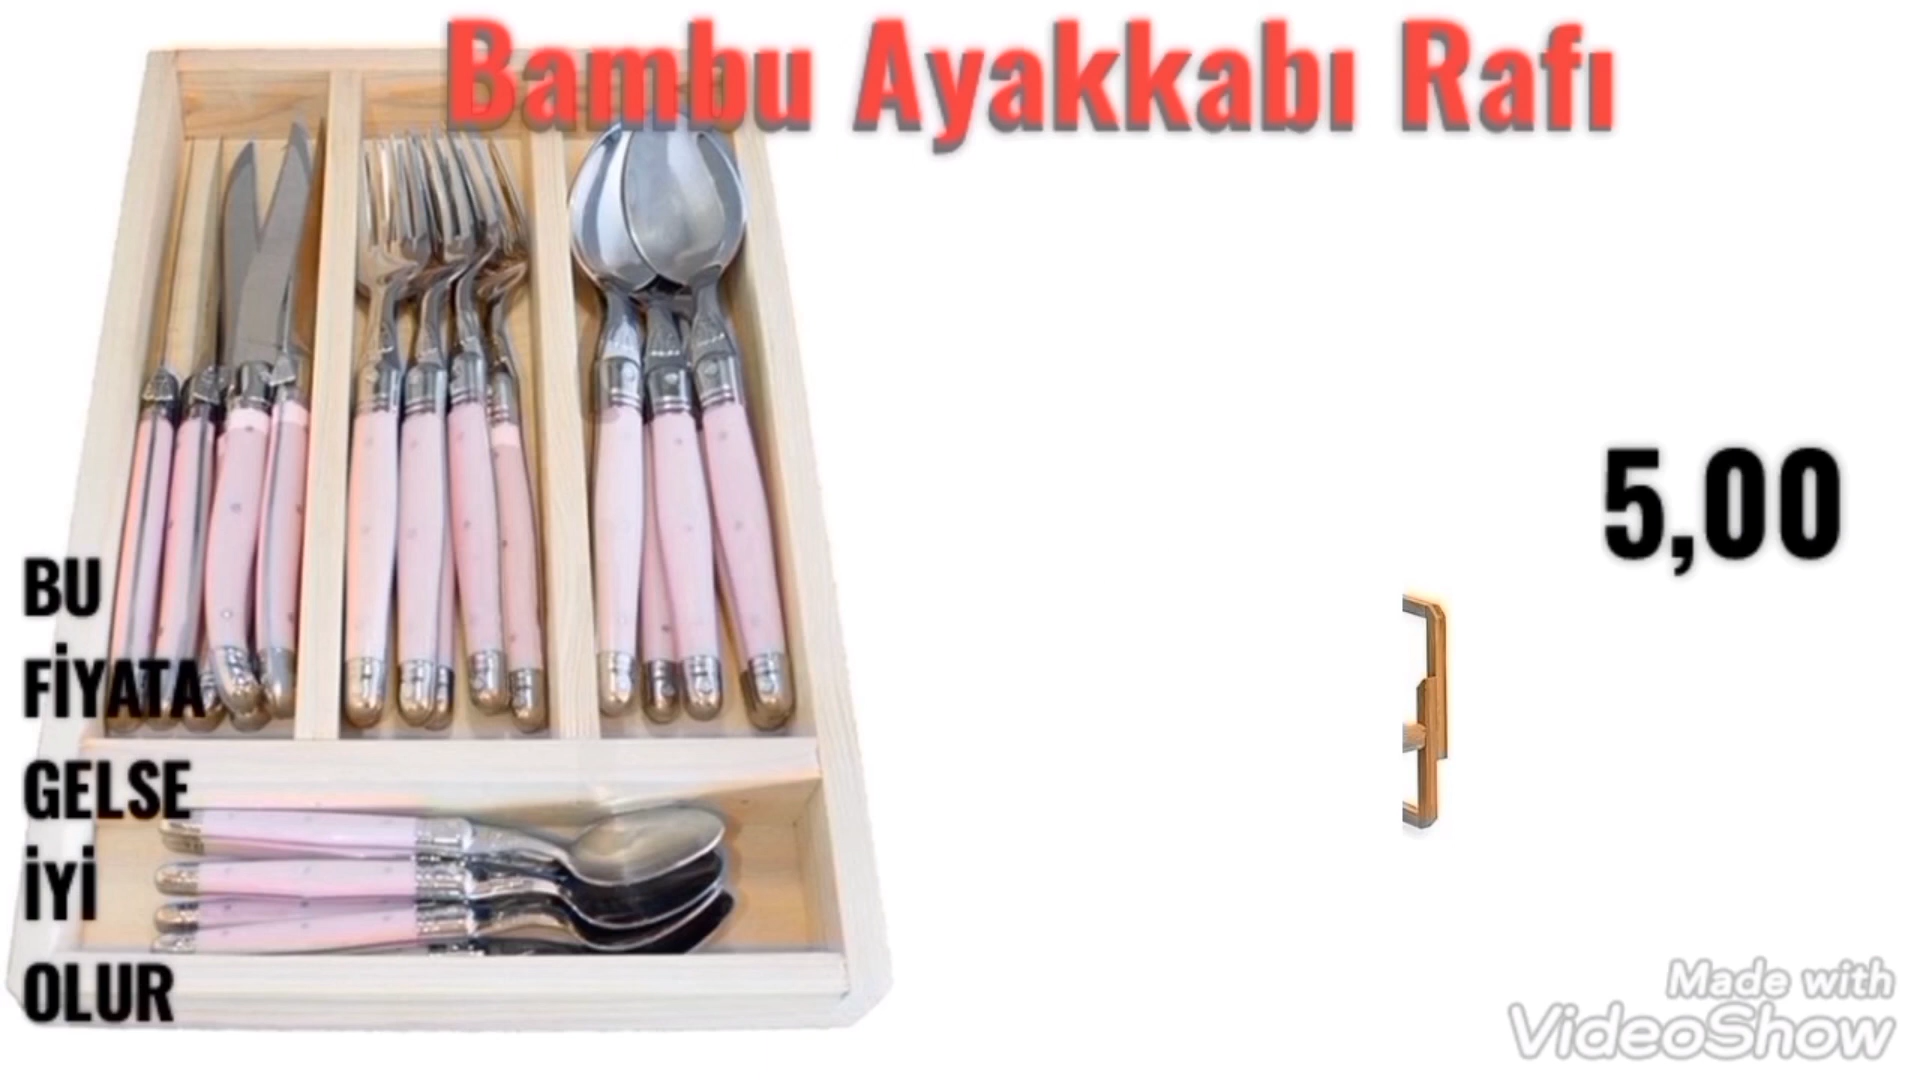 Bambu Ayakkabı Rafı
5,00
BU
FİYATA
GELSE
İYİ
OLUR
Made with
VideoShow